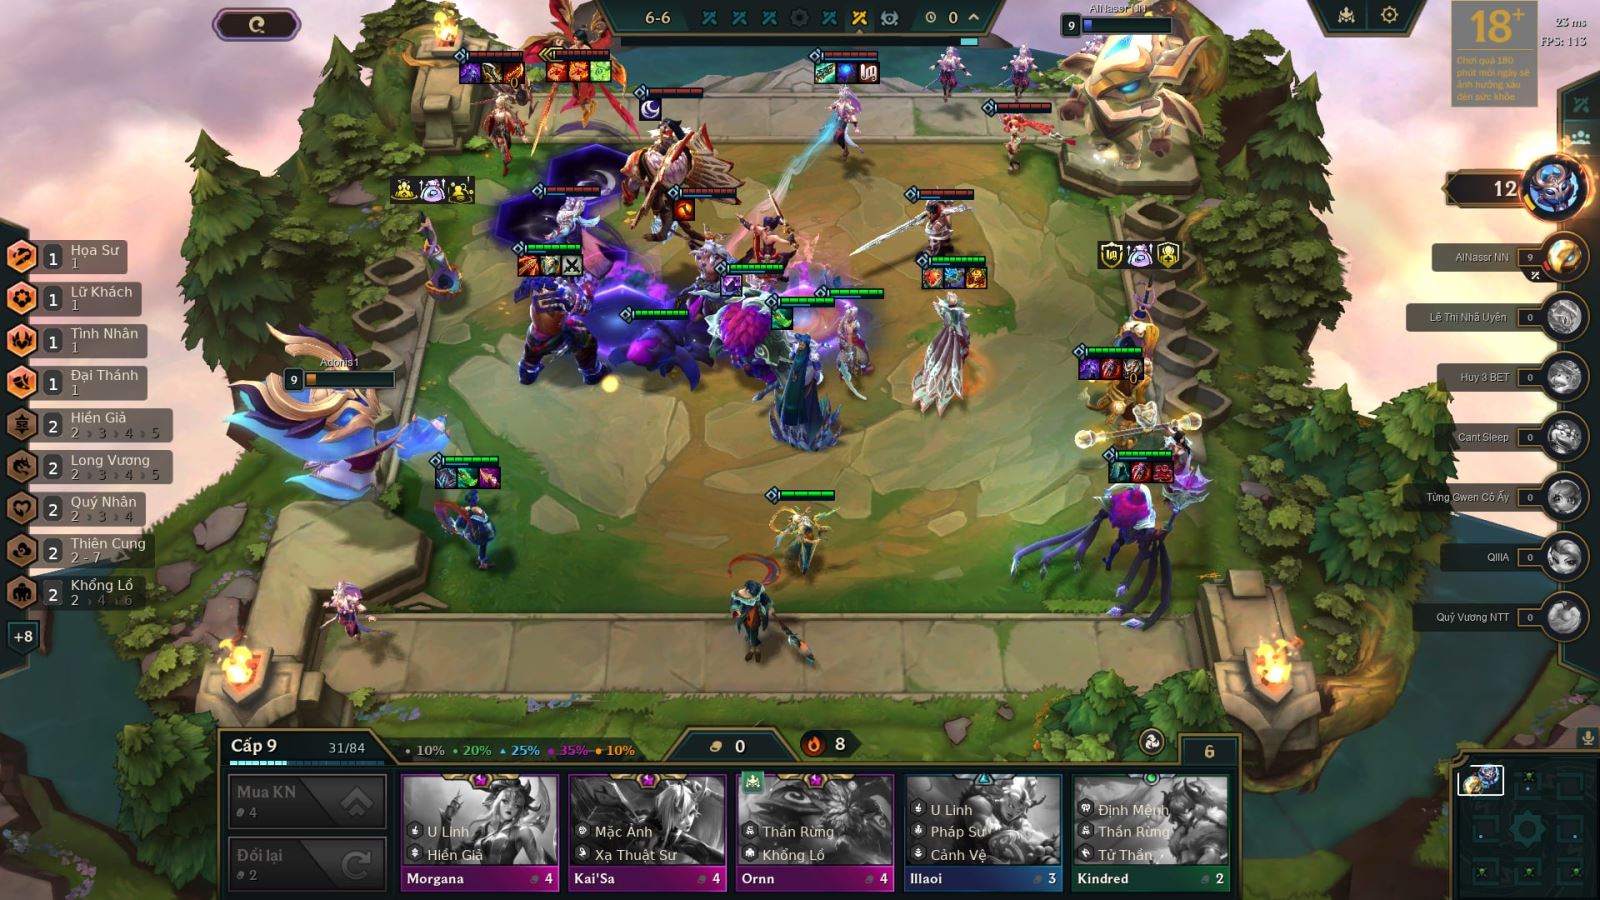 6-6
0
9
AlNassr NN
18+
Chơi quá 180
phút mỗi ngày sẽ
ảnh hưởng xấu
đến sức khỏe
23 ms
FPS: 113
12
AlNassr NN
9
Lê Thị Nhã Uyên
0
Huy 3 BET
0
Cant Sleep
0
Từng Gwen Cô Ấy
0
QIIIA
0
Quỷ Vương NTT
0
1
Họa Sư
1
1
Lữ Khách
1
1
Tình Nhân
1
1
Đại Thánh
1
2
Hiền Giả
2 › 3 › 4 › 5
2
Long Vương
2 › 3 › 4 › 5
2
Quý Nhân
2 › 3 › 4
2
Thiên Cung
2 - 7
2
Khổng Lồ
2 › 4 › 6
+8
9
Adonis1
0
0
Cấp 9
31/84
10%
20%
25%
35%
10%
0
8
6
Mua KN
4
Đổi lại
2
U Linh
Hiền Giả
Morgana
4
Mặc Ảnh
Xạ Thuật Sư
Kai'Sa
4
Thần Rừng
Khổng Lồ
Ornn
4
U Linh
Pháp Sư
Cảnh Vệ
Illaoi
3
Định Mệnh
Thần Rừng
Tử Thần
Kindred
2